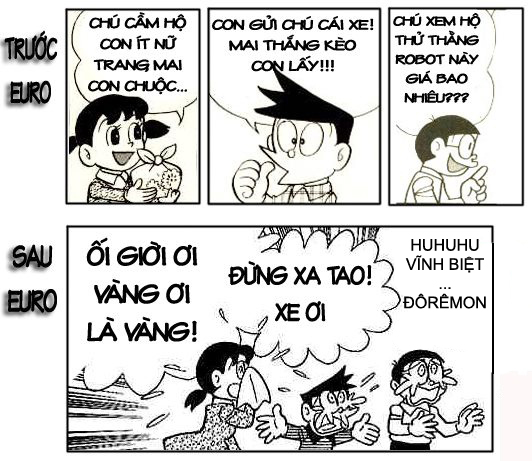 TRƯỚC
EURO
CHÚ CẦM HỘ
CON ÍT NỮ
TRANG, MAI
CON CHUỘC...
CON GỬI CHÚ CÁI XE!
MAI THẮNG KÈO
CON LẤY!!!
CHÚ XEM HỘ
THỬ THẰNG
ROBOT NÀY
GIÁ BAO
NHIÊU???
SAU
EURO
ỐI GIỜI ƠI
VÀNG ƠI
LÀ VÀNG!
ĐỪNG XA TAO!
XE ƠI
HUHUHU
VĨNH BIỆT
...
ĐÔRÊMON